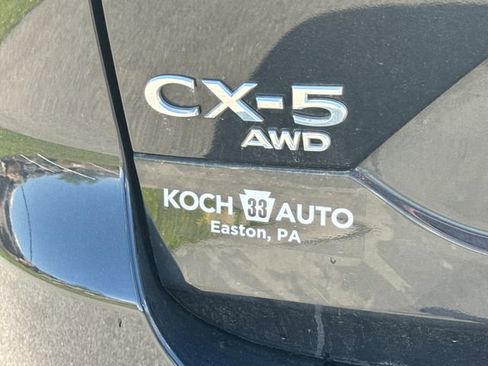 CX-5
AWD
KOCH 33 AUTO
Easton, PA